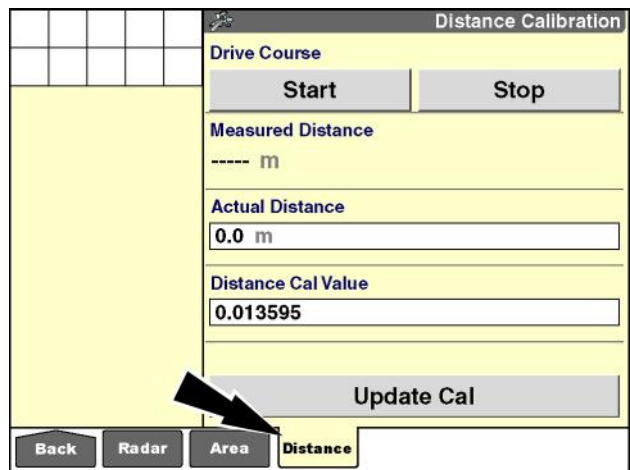 Distance Calibration
Drive Course
Start Stop
Measured Distance
----- m
Actual Distance
0.0 m
Distance Cal Value
0.013595
Update Cal
Back Radar Area Distance